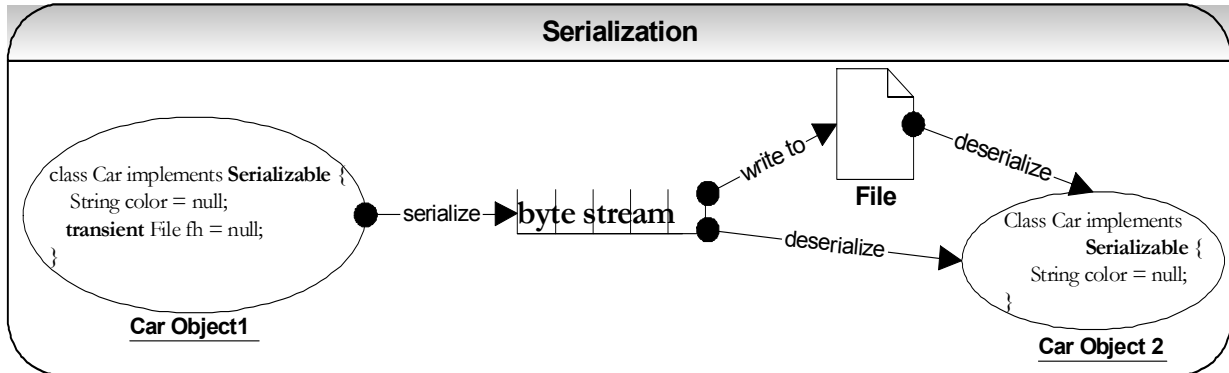 Serialization
class Car implements Serializable {
String color = null;
transient File fh = null;
}
Car Object1
serialize
byte stream
write to
File
deserialize
deserialize
Class Car implements
Serializable {
String color = null;
}
Car Object 2